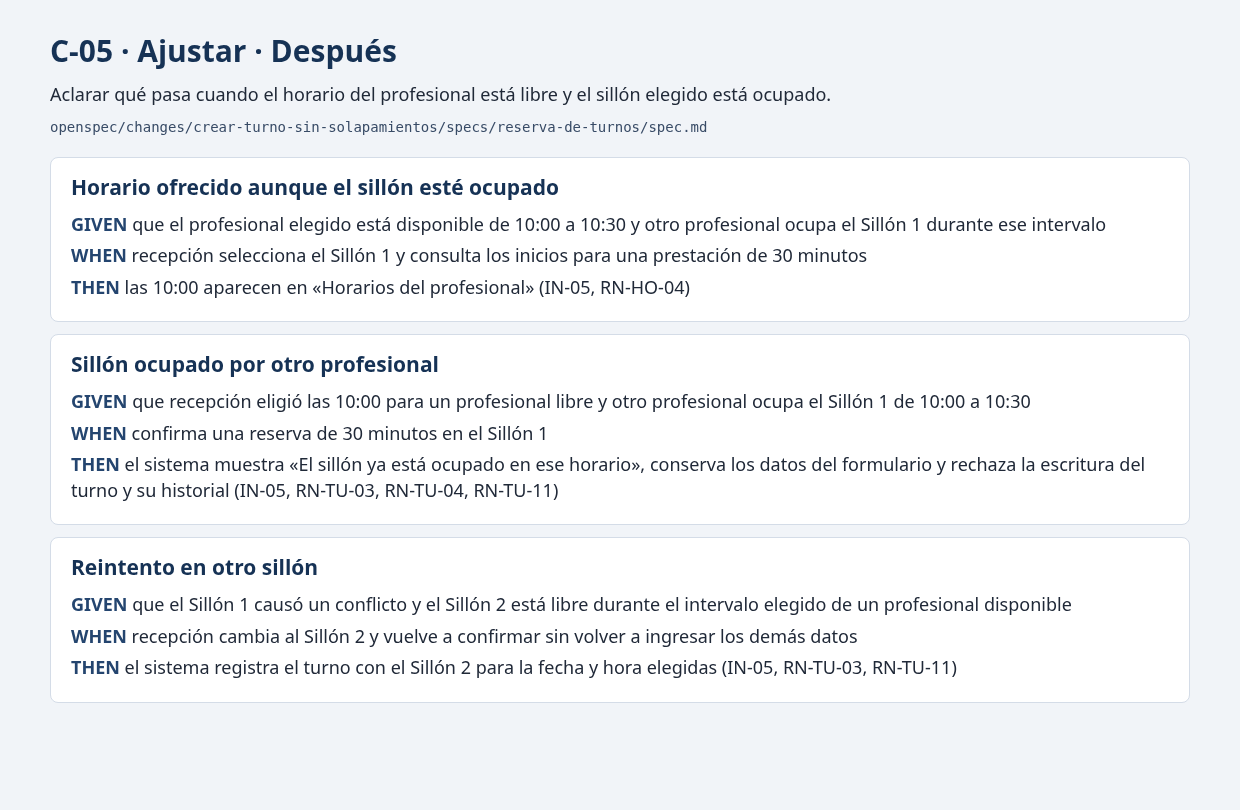 C-05 · Ajustar · Después
Aclarar qué pasa cuando el horario del profesional está libre y el sillón elegido está ocupado.
openspec/changes/crear-turno-sin-solapamientos/specs/reserva-de-turnos/spec.md
Horario ofrecido aunque el sillón esté ocupado
GIVEN que el profesional elegido está disponible de 10:00 a 10:30 y otro profesional ocupa el Sillón 1 durante ese intervalo
WHEN recepción selecciona el Sillón 1 y consulta los inicios para una prestación de 30 minutos
THEN las 10:00 aparecen en «Horarios del profesional» (IN-05, RN-HO-04)
Sillón ocupado por otro profesional
GIVEN que recepción eligió las 10:00 para un profesional libre y otro profesional ocupa el Sillón 1 de 10:00 a 10:30
WHEN confirma una reserva de 30 minutos en el Sillón 1
THEN el sistema muestra «El sillón ya está ocupado en ese horario», conserva los datos del formulario y rechaza la escritura del
turno y su historial (IN-05, RN-TU-03, RN-TU-04, RN-TU-11)
Reintento en otro sillón
GIVEN que el Sillón 1 causó un conflicto y el Sillón 2 está libre durante el intervalo elegido de un profesional disponible
WHEN recepción cambia al Sillón 2 y vuelve a confirmar sin volver a ingresar los demás datos
THEN el sistema registra el turno con el Sillón 2 para la fecha y hora elegidas (IN-05, RN-TU-03, RN-TU-11)